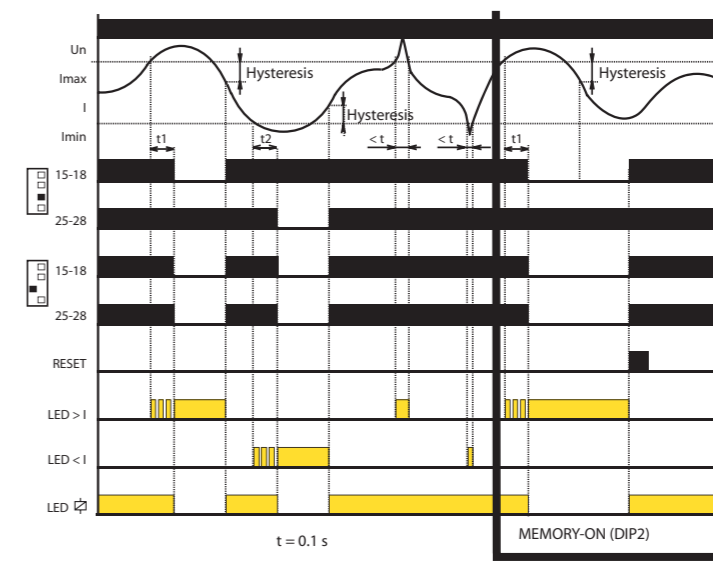 Un
Imax
Hysteresis
Hysteresis
I
Hysteresis
Imin
t1
t2
< t
< t
t1
15-18
25-28
15-18
25-28
RESET
LED > I
LED < I
LED
t = 0.1 s
MEMORY-ON (DIP2)